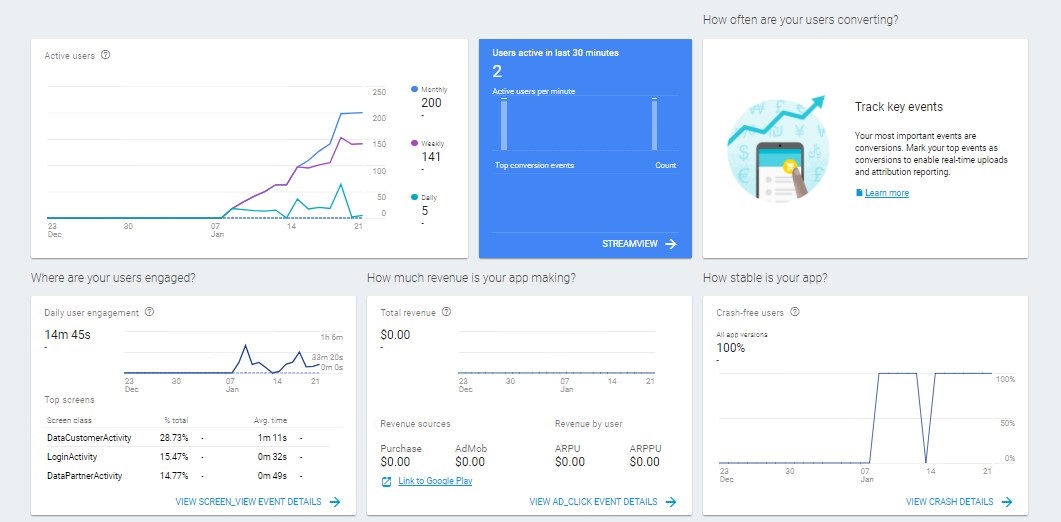 How often are your users converting?
Active users
250
200
150
100
50
0
23
Dec
30
07
Jan
14
21
Monthly
200
-
Weekly
141
-
Daily
5
-
Users active in last 30 minutes
2
Active users per minute
Top conversion events Count
STREAMVIEW
Track key events
Your most important events are
conversions. Mark your top events as
conversions to enable real-time uploads
and attribution reporting.
Learn more
Where are your users engaged?
Daily user engagement
14m 45s
-
1h 6m
33m 20s
0m 0s
23
Dec
30
07
Jan
14
21
Top screens
Screen class % total Avg. time
DataCustomerActivity 28.73% - 1m 11s -
LoginActivity 15.47% - 0m 32s -
DataPartnerActivity 14.77% - 0m 49s -
VIEW SCREEN_VIEW EVENT DETAILS
How much revenue is your app making?
Total revenue
$0.00
-
23
Dec
30
07
Jan
14
21
Revenue sources Revenue by user
Purchase AdMob ARPU ARPPU
$0.00 $0.00 $0.00 $0.00
Link to Google Play
VIEW AD_CLICK EVENT DETAILS
How stable is your app?
Crash-free users
All app versions
100%
-
100%
50%
0%
23
Dec
30
07
Jan
14
21
VIEW CRASH DETAILS